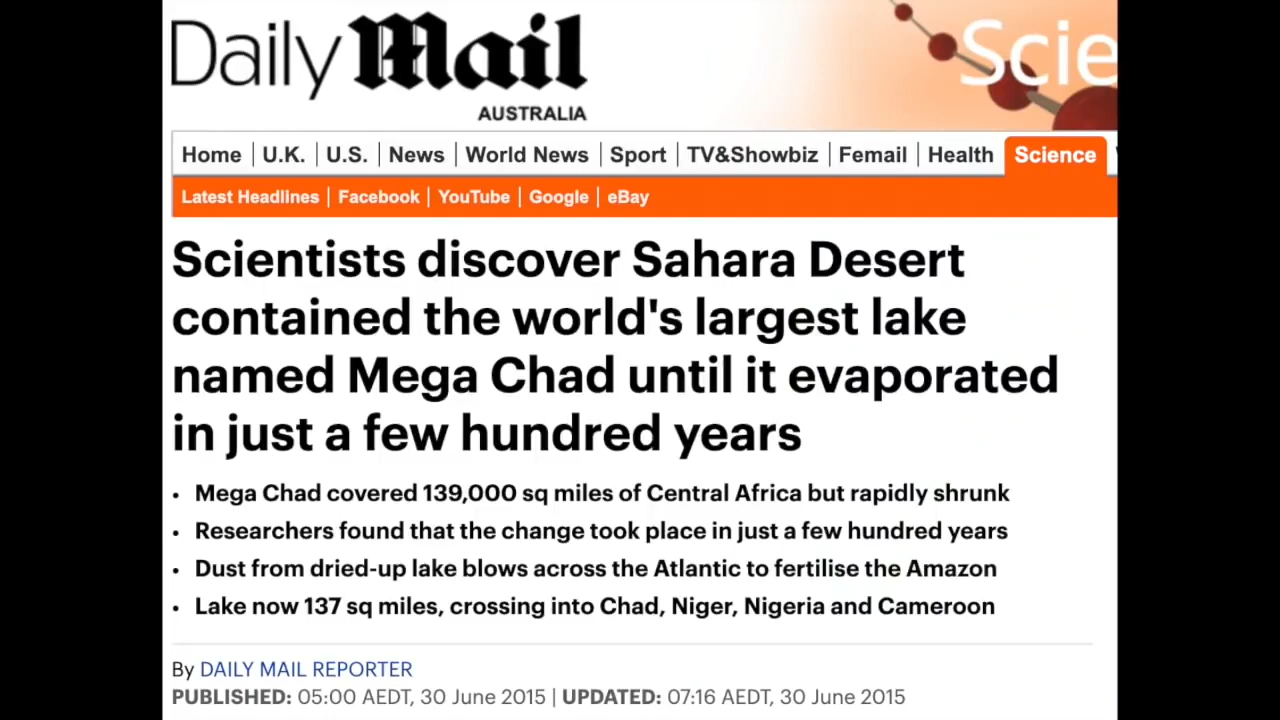 Daily Mail
AUSTRALIA
Scie
Home | U.K. | U.S. | News | World News | Sport | TV&Showbiz | Femail | Health | Science
Latest Headlines | Facebook | YouTube | Google | eBay
Scientists discover Sahara Desert
contained the world's largest lake
named Mega Chad until it evaporated
in just a few hundred years
• Mega Chad covered 139,000 sq miles of Central Africa but rapidly shrunk
• Researchers found that the change took place in just a few hundred years
• Dust from dried-up lake blows across the Atlantic to fertilise the Amazon
• Lake now 137 sq miles, crossing into Chad, Niger, Nigeria and Cameroon
By DAILY MAIL REPORTER
PUBLISHED: 05:00 AEDT, 30 June 2015 | UPDATED: 07:16 AEDT, 30 June 2015